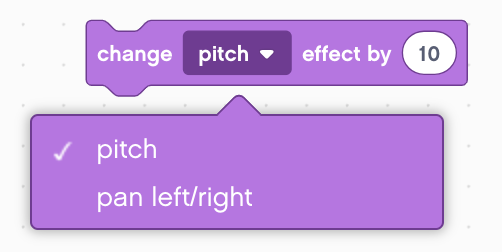 change pitch effect by 10
pitch
pan left/right